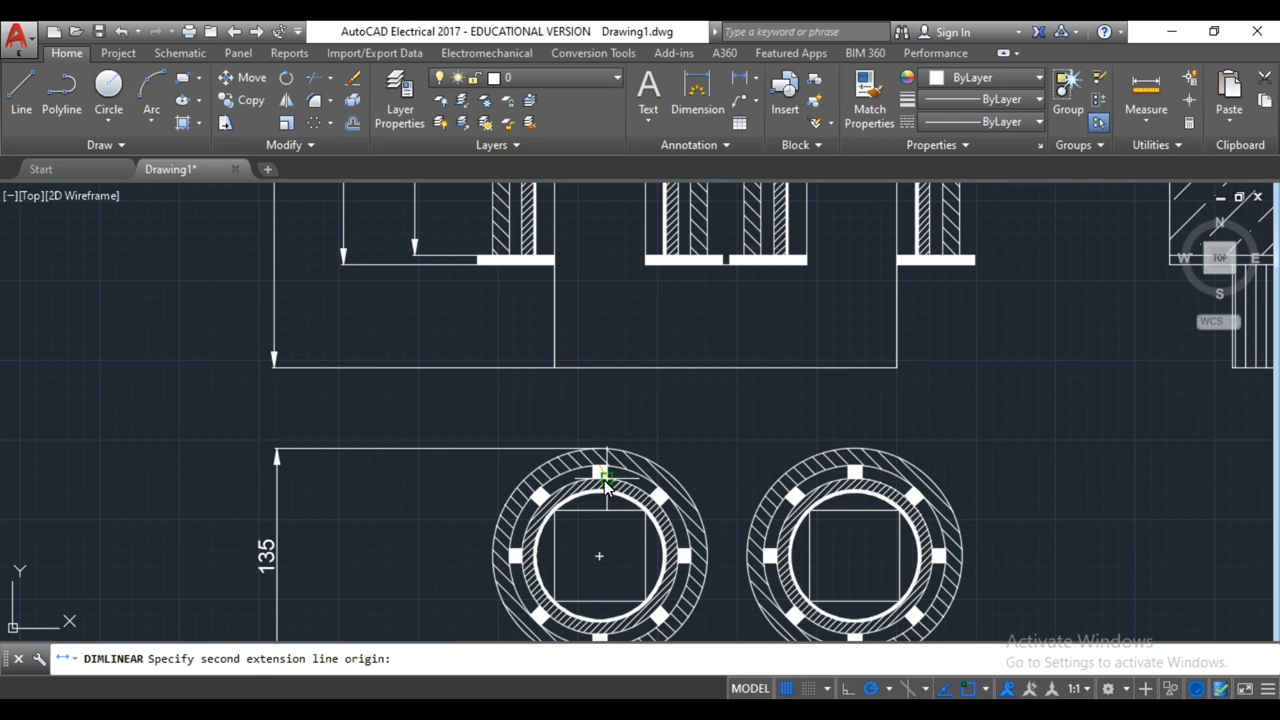 AutoCAD Electrical 2017 - EDUCATIONAL VERSION Drawing1.dwg
Type a keyword or phrase
Sign In
Home Project Schematic Panel Reports Import/Export Data Electromechanical Conversion Tools Add-ins A360 Featured Apps BIM 360 Performance
Line Polyline Circle Arc
Move
Copy
Layer Properties
0
Text Dimension
Insert
Match Properties
ByLayer
ByLayer
ByLayer
Group
Measure
Paste
Draw Modify Layers Annotation Block Properties Groups Utilities Clipboard
Start Drawing1*
[−][Top][2D Wireframe]
N
W TOP E
S
WCS
135
Y
X
Activate Windows
Go to Settings to activate Windows.
DIMLINEAR Specify second extension line origin:
MODEL 1:1